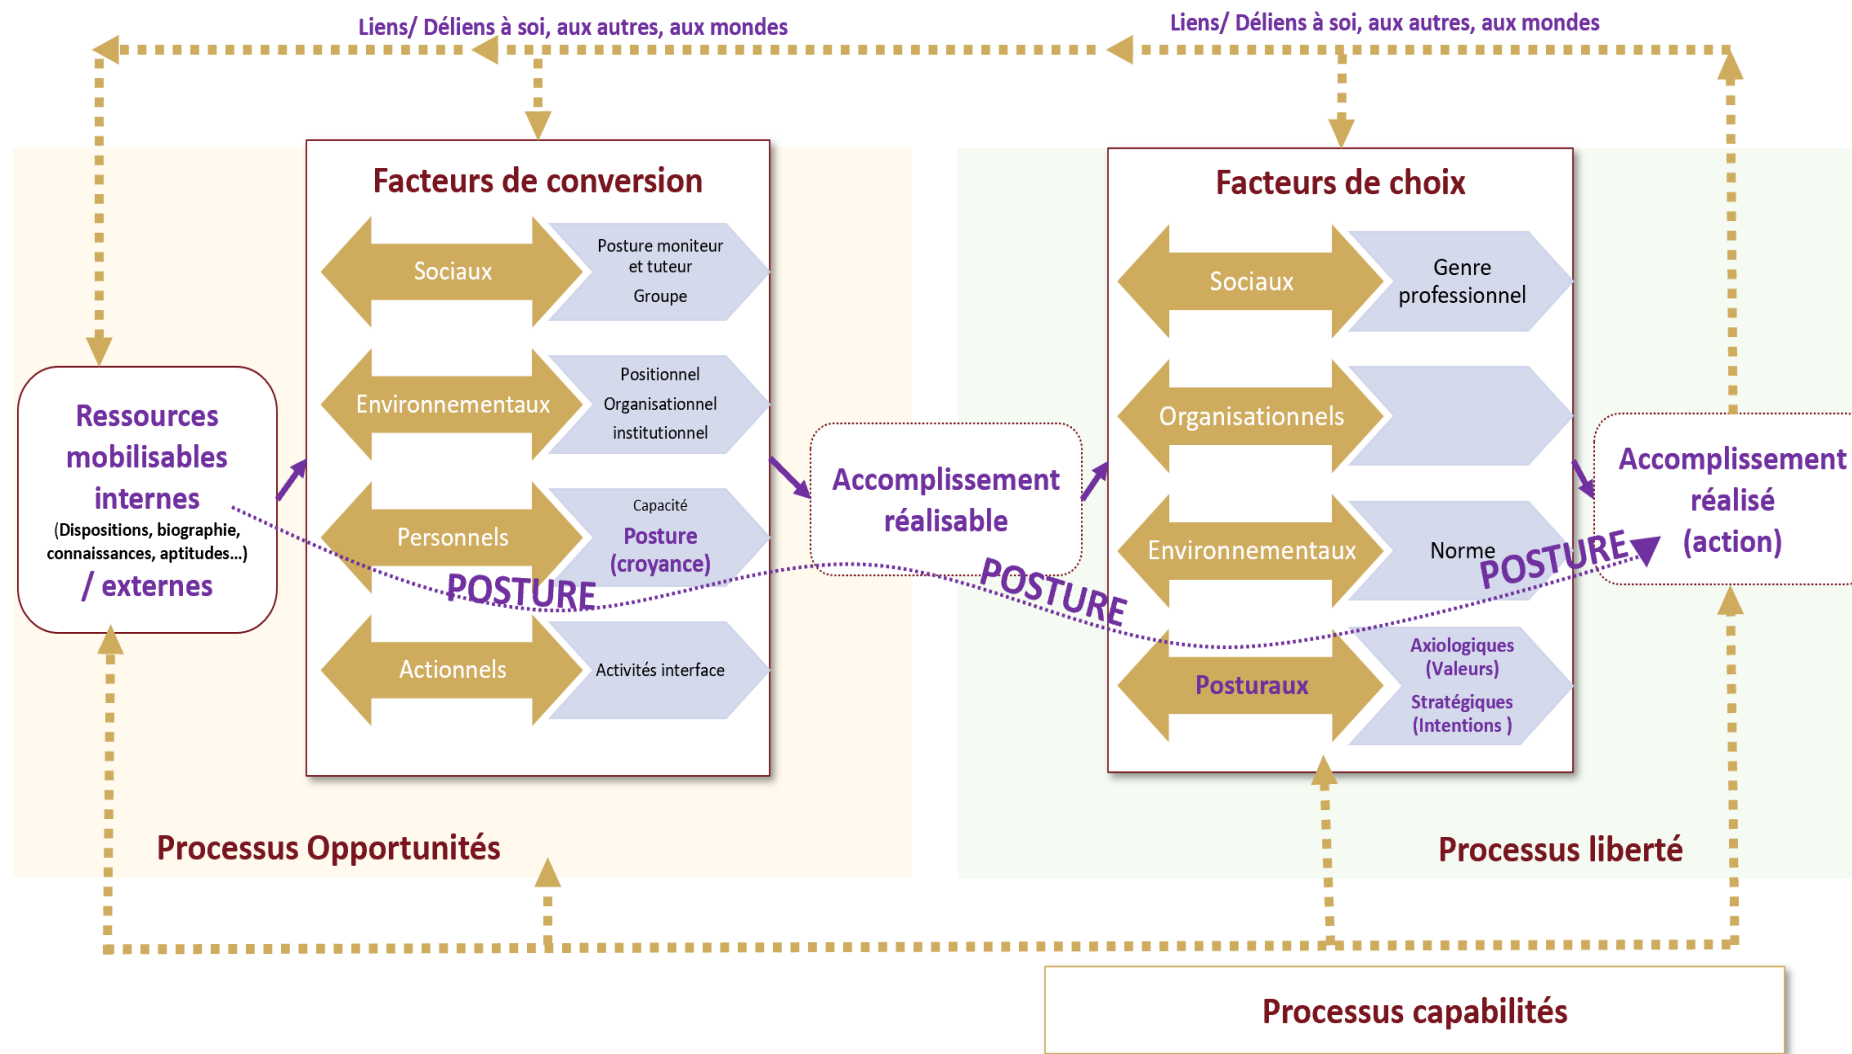 Liens/ Déliens à soi, aux autres, aux mondes
Liens/ Déliens à soi, aux autres, aux mondes
Facteurs de conversion
Sociaux
Posture moniteur
et tuteur
Groupe
Environnementaux
Positionnel
Organisationnel
institutionnel
Personnels
Capacité
Posture
(croyance)
Actionnels
Activités interface
Ressources
mobilisables
internes
(Dispositions, biographie,
connaissances, aptitudes...)
/ externes
POSTURE
Processus Opportunités
Accomplissement
réalisable
POSTURE
Facteurs de choix
Sociaux
Genre
professionnel
Organisationnels
Environnementaux
Norme
Posturaux
Axiologiques
(Valeurs)
Stratégiques
(Intentions )
POSTURE
Accomplissement
réalisé
(action)
Processus liberté
Processus capabilités